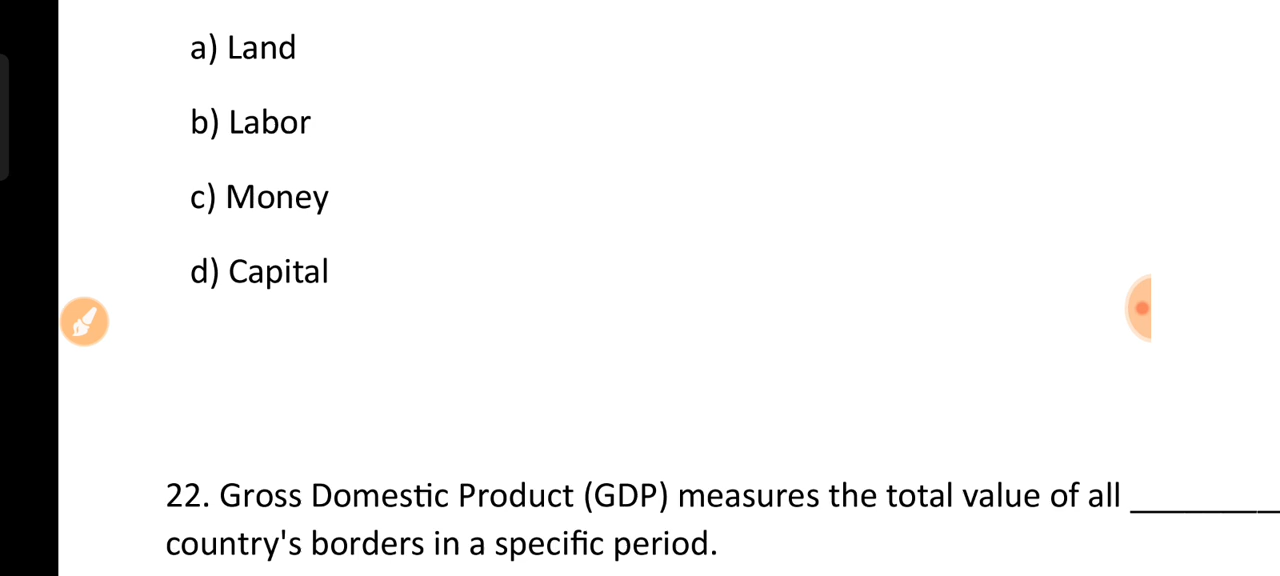 a) Land
b) Labor
c) Money
d) Capital
22. Gross Domestic Product (GDP) measures the total value of all __________
country's borders in a specific period.